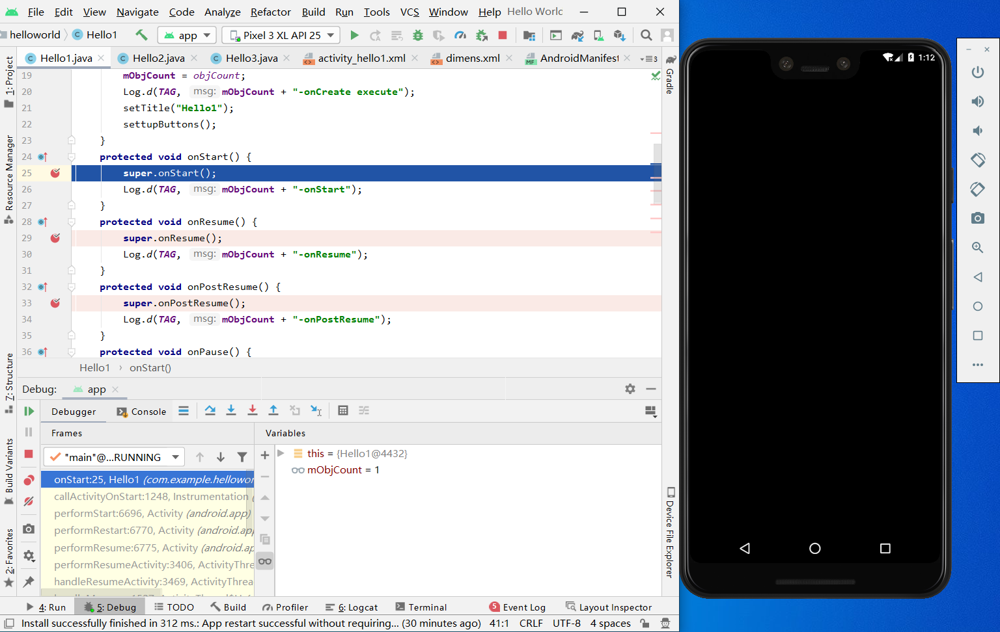 File Edit View Navigate Code Analyze Refactor Build Run Tools VCS Window Help Hello Worlc
helloworld Hello1 app Pixel 3 XL API 25
Hello1.java Hello2.java Hello3.java activity_hello1.xml dimens.xml AndroidManifest 3
19 mObjCount = objCount;
20 Log.d(TAG, msg: mObjCount + "-onCreate execute");
21 setTitle("Hello1");
22 settupButtons();
23 }
24 protected void onStart() {
25 super.onStart();
26 Log.d(TAG, msg: mObjCount + "-onStart");
27 }
28 protected void onResume() {
29 super.onResume();
30 Log.d(TAG, msg: mObjCount + "-onResume");
31 }
32 protected void onPostResume() {
33 super.onPostResume();
34 Log.d(TAG, msg: mObjCount + "-onPostResume");
35 }
36 protected void onPause() {
Hello1 › onStart()
1: Project
Resource Manager
7: Structure
Build Variants
2: Favorites
Gradle
Device File Explorer
Debug: app
Debugger Console
Frames Variables
"main"@...RUNNING
onStart:25, Hello1 (com.example.hellowor
callActivityOnStart:1248, Instrumentation
performStart:6696, Activity (android.app)
performRestart:6770, Activity (android.app
performResume:6775, Activity (android.ap
performResumeActivity:3406, ActivityThre
handleResumeActivity:3469, ActivityThrea
this = {Hello1@4432}
mObjCount = 1
4: Run 5: Debug TODO Build Profiler 6: Logcat Terminal 5 Event Log Layout Inspector
Install successfully finished in 312 ms.: App restart successful without requiring... (30 minutes ago) 41:1 CRLF UTF-8 4 spaces
1:12